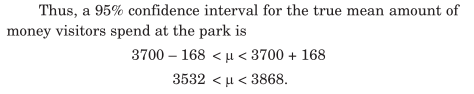 Thus, a 95% confidence interval for the true mean amount of
money visitors spend at the park is
3700 – 168 < μ < 3700 + 168
3532 < μ < 3868.